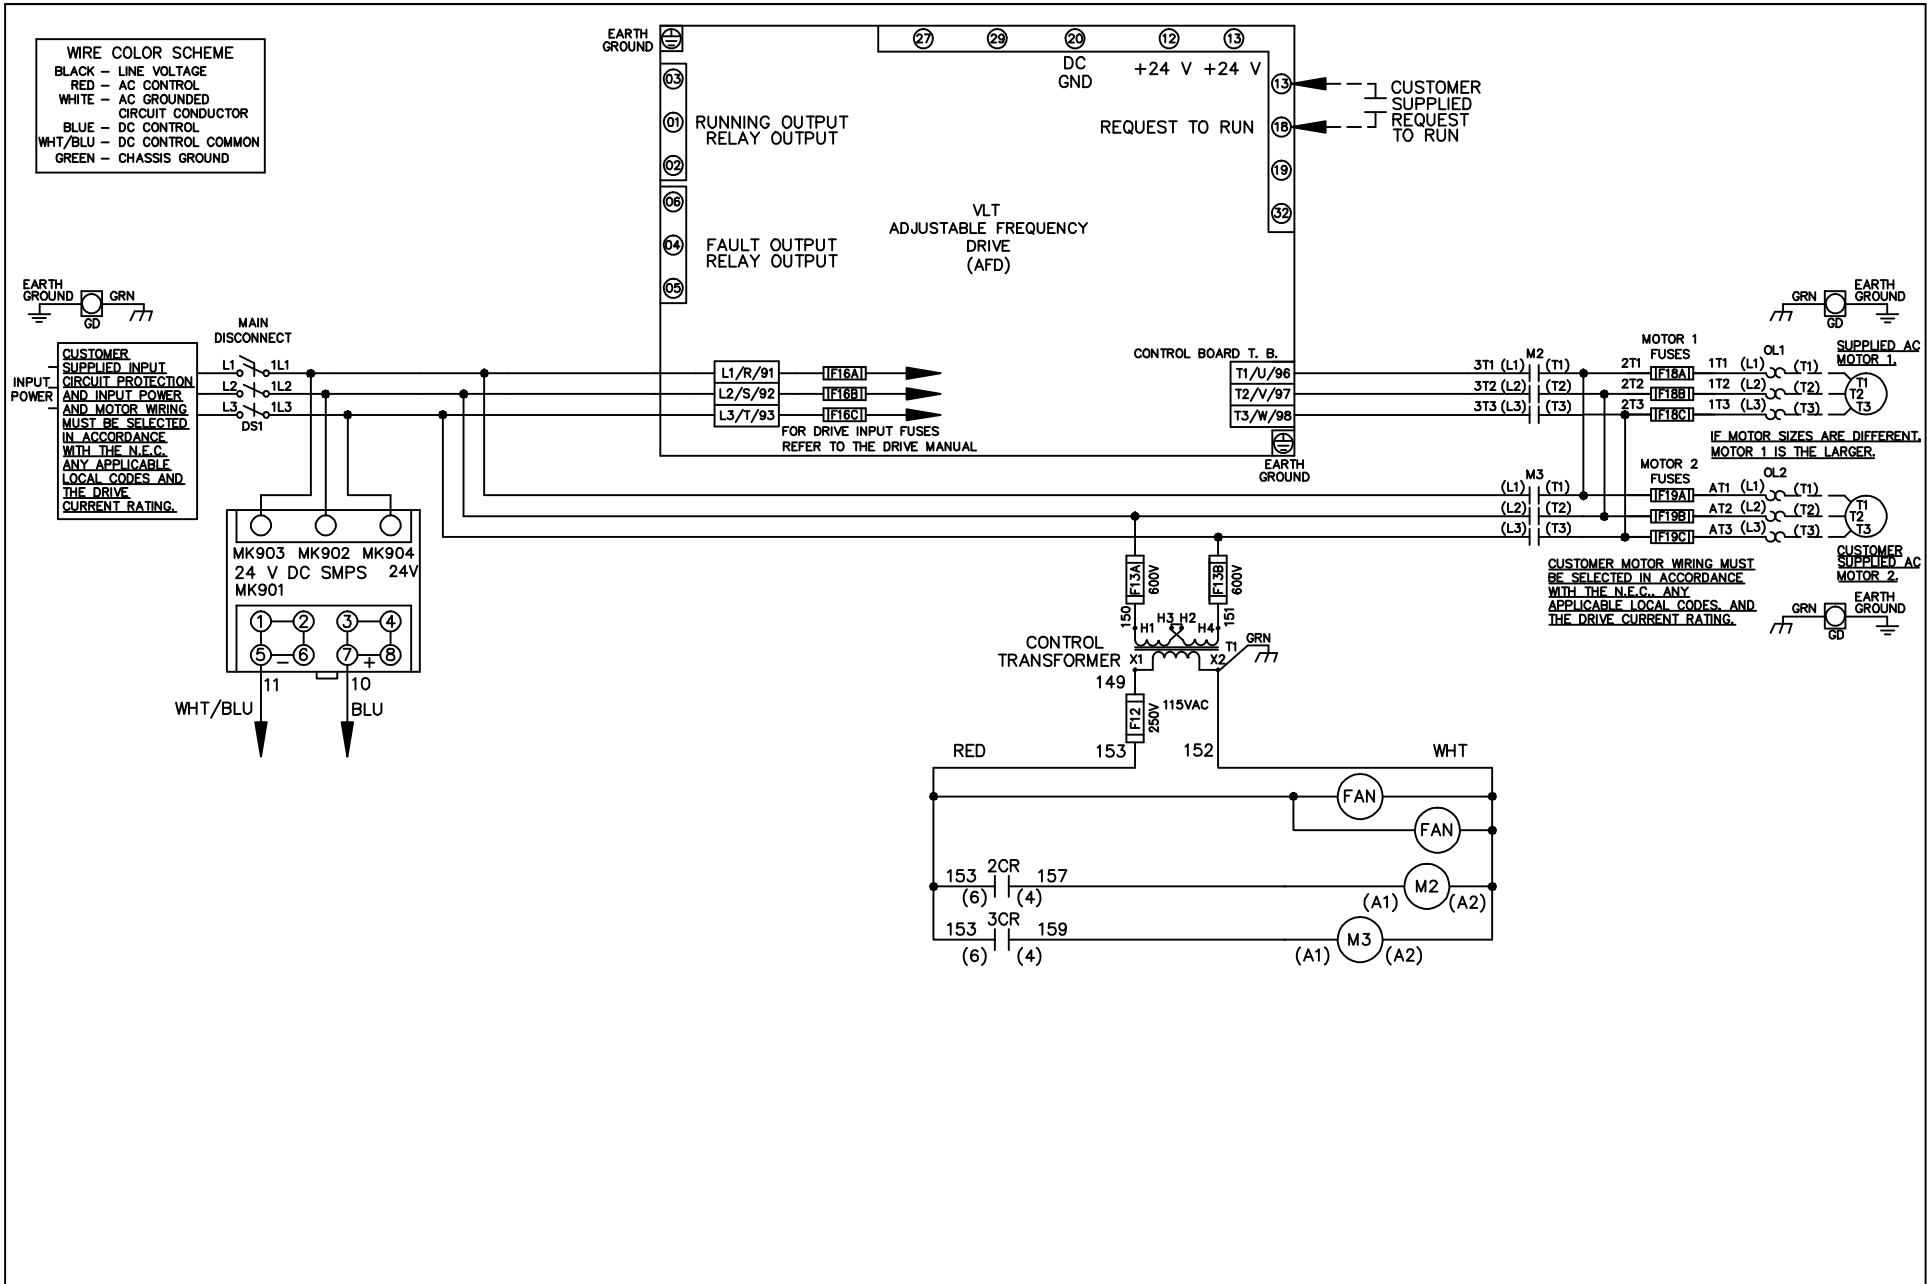 WIRE COLOR SCHEME
BLACK – LINE VOLTAGE
RED – AC CONTROL
WHITE – AC GROUNDED
CIRCUIT CONDUCTOR
BLUE – DC CONTROL
WHT/BLU – DC CONTROL COMMON
GREEN – CHASSIS GROUND
EARTH
GROUND
03
01
02
RUNNING OUTPUT
RELAY OUTPUT
06
04
05
FAULT OUTPUT
RELAY OUTPUT
27 29 20 12 13
DC
GND
+24 V +24 V
13
REQUEST TO RUN 18
19
32
CUSTOMER
SUPPLIED
REQUEST
TO RUN
VLT
ADJUSTABLE FREQUENCY
DRIVE
(AFD)
EARTH
GROUND
GRN
GD
INPUT
POWER
CUSTOMER
SUPPLIED INPUT
CIRCUIT PROTECTION
AND INPUT POWER
AND MOTOR WIRING
MUST BE SELECTED
IN ACCORDANCE
WITH THE N.E.C.
ANY APPLICABLE
LOCAL CODES AND
THE DRIVE
CURRENT RATING.
MAIN
DISCONNECT
L1 1L1
L2 1L2
L3 1L3
DS1
L1/R/91 F16A
L2/S/92 F16B
L3/T/93 F16C
FOR DRIVE INPUT FUSES
REFER TO THE DRIVE MANUAL
CONTROL BOARD T. B.
T1/U/96
T2/V/97
T3/W/98
EARTH
GROUND
M2
3T1 (L1) (T1)
3T2 (L2) (T2)
3T3 (L3) (T3)
MOTOR 1
FUSES
2T1 F18A 1T1 (L1)
2T2 F18B 1T2 (L2)
2T3 F18C 1T3 (L3)
OL1
(T1)
(T2)
(T3)
T1
T2
T3
GRN
GD
EARTH
GROUND
SUPPLIED AC
MOTOR 1.
IF MOTOR SIZES ARE DIFFERENT,
MOTOR 1 IS THE LARGER.
M3
(L1) (T1)
(L2) (T2)
(L3) (T3)
MOTOR 2
FUSES
F19A AT1 (L1)
F19B AT2 (L2)
F19C AT3 (L3)
OL2
(T1)
(T2)
(T3)
T1
T2
T3
CUSTOMER
SUPPLIED AC
MOTOR 2.
CUSTOMER MOTOR WIRING MUST
BE SELECTED IN ACCORDANCE
WITH THE N.E.C., ANY
APPLICABLE LOCAL CODES, AND
THE DRIVE CURRENT RATING.
GRN
GD
EARTH
GROUND
MK903 MK902 MK904
24 V DC SMPS 24V
MK901
1 2 3 4
5 – 6 7 + 8
11 10
WHT/BLU BLU
F13A
600V
F13B
600V
150
151
H1 H3 H2 H4
CONTROL
TRANSFORMER
X1 X2
T1
GRN
149
F12
250V
115VAC
RED 153 152 WHT
FAN
FAN
2CR
153 157
(6) (4)
M2
(A1) (A2)
3CR
153 159
(6) (4)
M3
(A1) (A2)